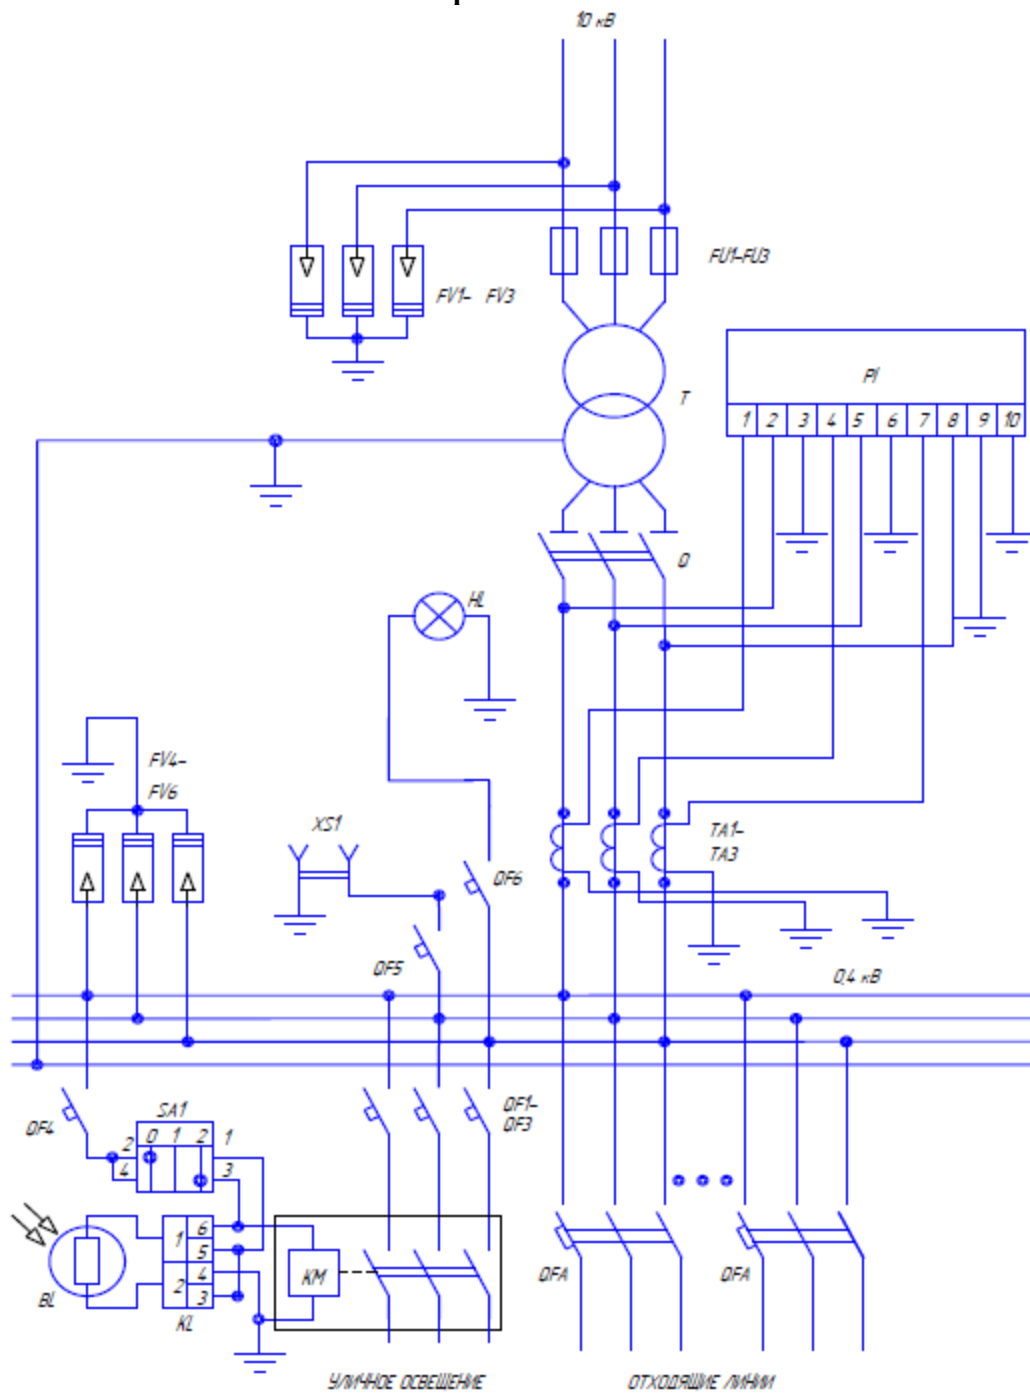 10 кВ
FU1-FU3
FV1- FV3
PI
T
1 2 3 4 5 6 7 8 9 10
Q
HL
FV4-
FV6
XS1
TA1-
TA3
QF6
QF5
0,4 кВ
QF1-
QF3
QF4
SA1
2 0 1 2 1
4 3
6
1
5
4
2
3
BL
KL
KM
QFA
QFA
УЛИЧНОЕ ОСВЕЩЕНИЕ
ОТХОДЯЩИЕ ЛИНИИ